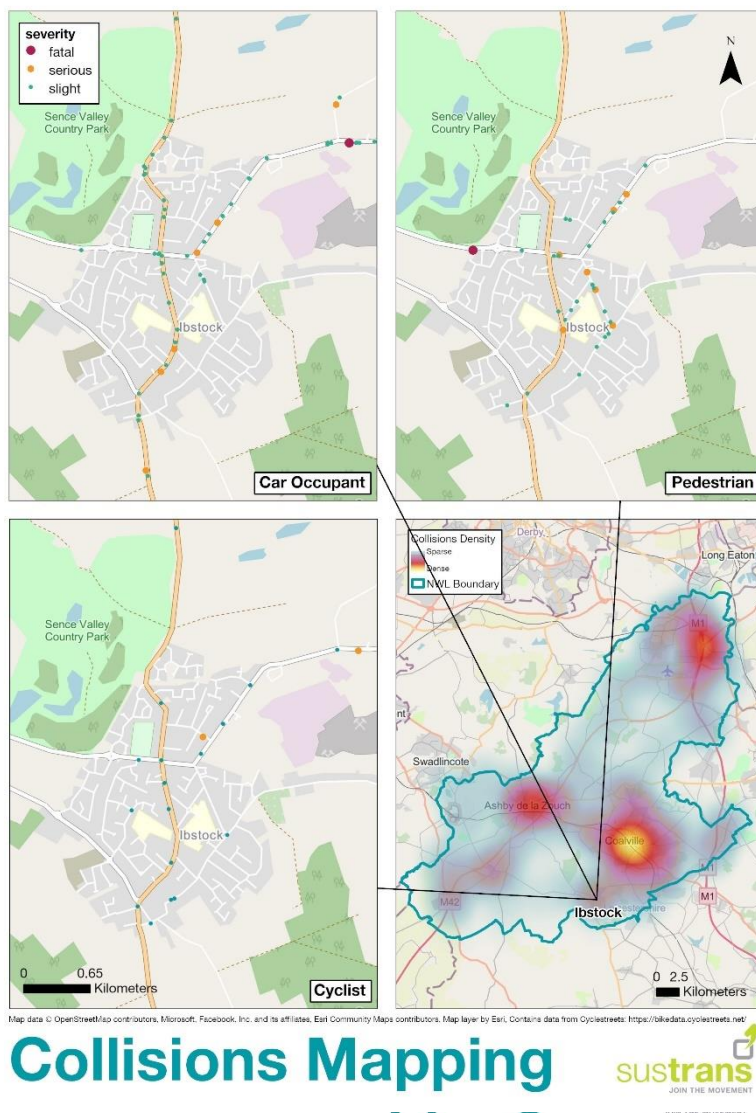 severity
fatal
serious
slight
Sence Valley
Country Park
Ibstock
Car Occupant
N
Sence Valley
Country Park
Ibstock
Pedestrian
Sence Valley
Country Park
Ibstock
0 0.65
Kilometers
Cyclist
Collisions Density
Sparse
Dense
NWL Boundary
Derby
Long Eaton
M1
nt
Swadlincote
Ashby de la Zouch
Coalville
M42
M1
M1
Ibstock
0 2.5
Kilometers
Map data © OpenStreetMap contributors, Microsoft, Facebook, Inc. and its affiliates, Esri Community Maps contributors, Map layer by Esri, Contains data from Cyclestreets: https://bikedata.cyclestreets.net/
Collisions Mapping
sustrans
JOIN THE MOVEMENT